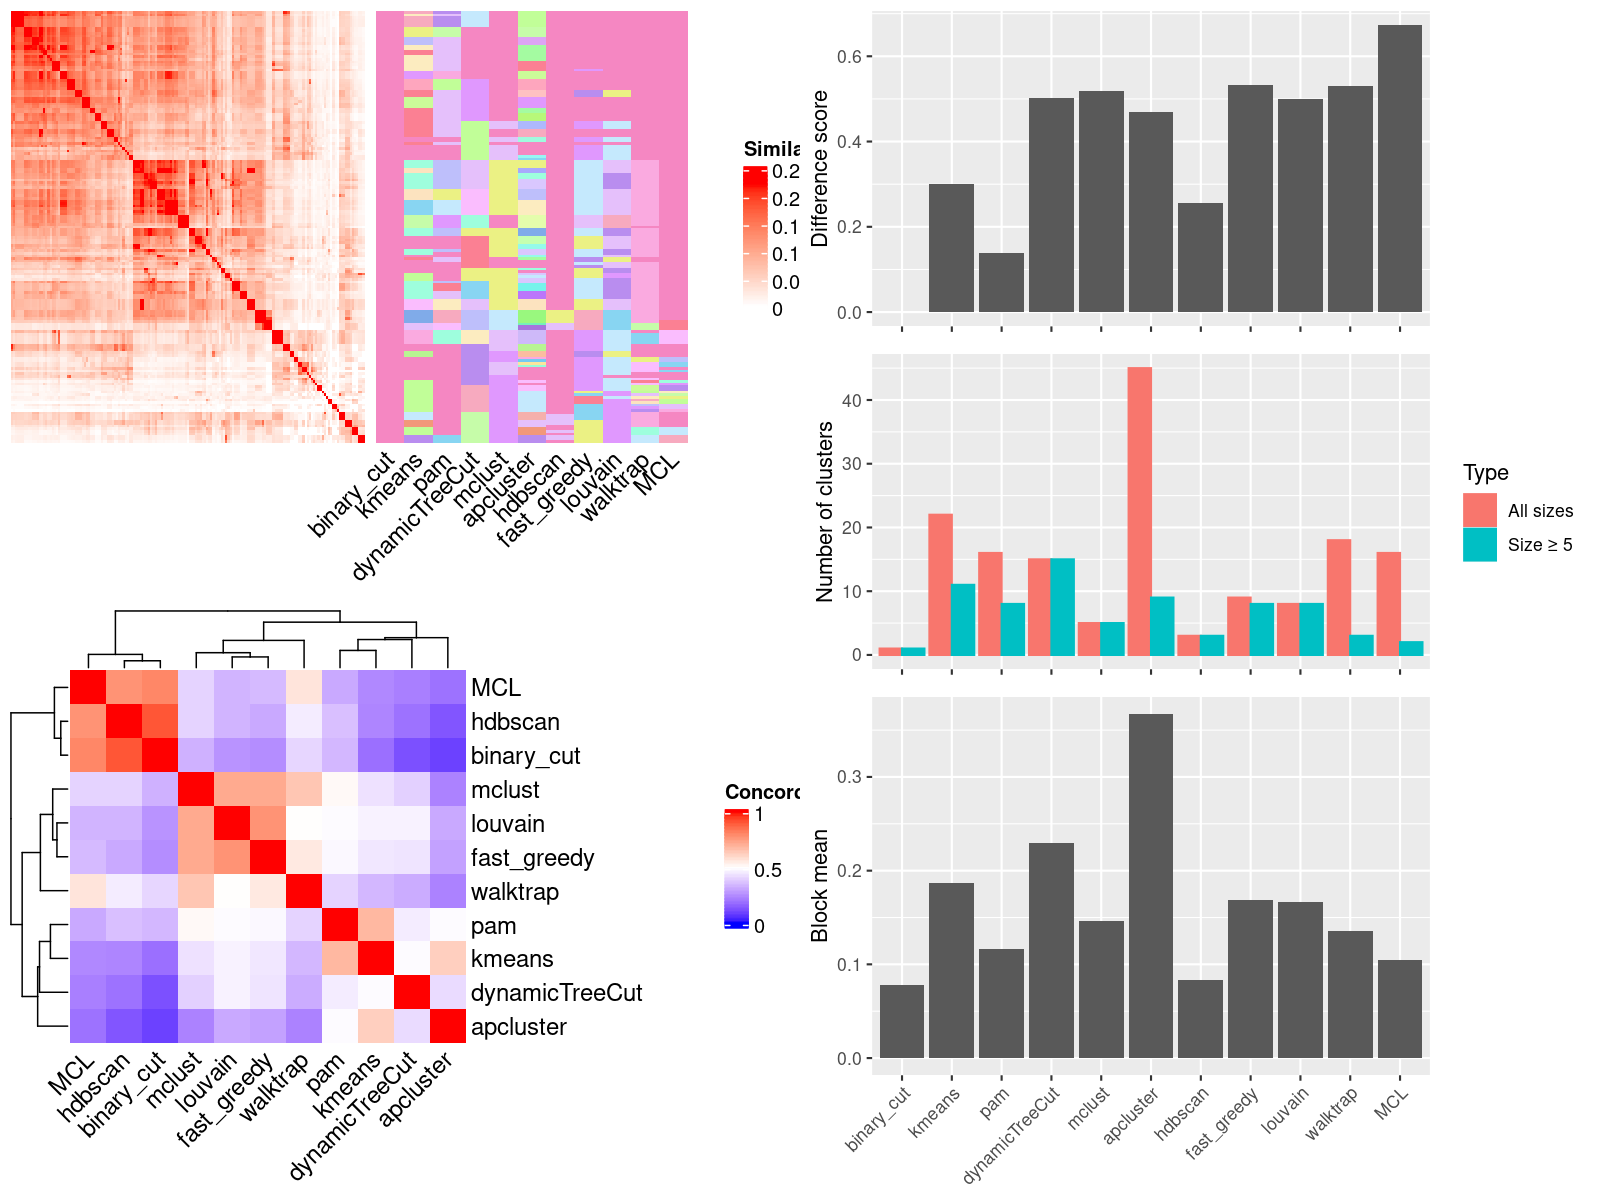 Simila
0.2
0.2
0.1
0.1
0.0
0
binary_cut
kmeans
pam
dynamicTreeCut
mclust
apcluster
hdbscan
fast_greedy
louvain
walktrap
MCL
MCL
hdbscan
binary_cut
mclust
louvain
fast_greedy
walktrap
pam
kmeans
dynamicTreeCut
apcluster
MCL
hdbscan
binary_cut
mclust
louvain
fast_greedy
walktrap
pam
kmeans
dynamicTreeCut
apcluster
Concord
1
0.5
0
Difference score
0.6
0.4
0.2
0.0
Number of clusters
40
30
20
10
0
Type
All sizes
Size ≥ 5
Block mean
0.3
0.2
0.1
0.0
binary_cut
kmeans
pam
dynamicTreeCut
mclust
apcluster
hdbscan
fast_greedy
louvain
walktrap
MCL